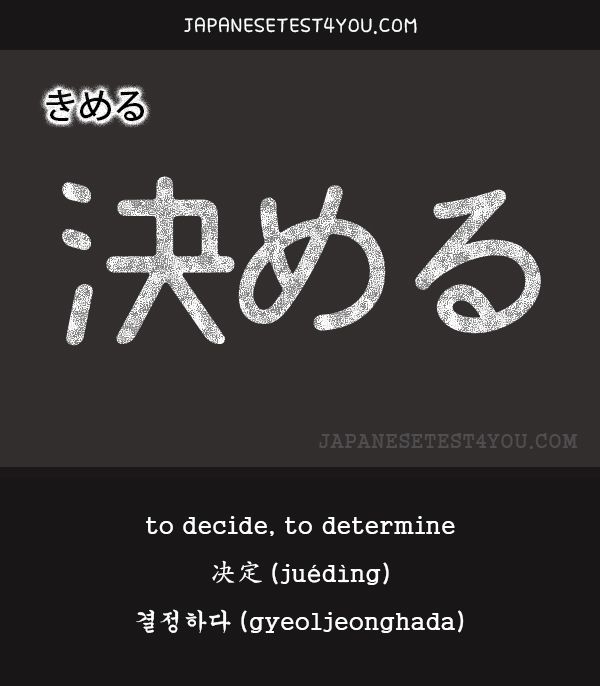 JAPANESETEST4YOU.COM
きめる
決める
JAPANESETEST4YOU.COM
to decide, to determine
决定 (juédìng)
결정하다 (gyeoljeonghada)